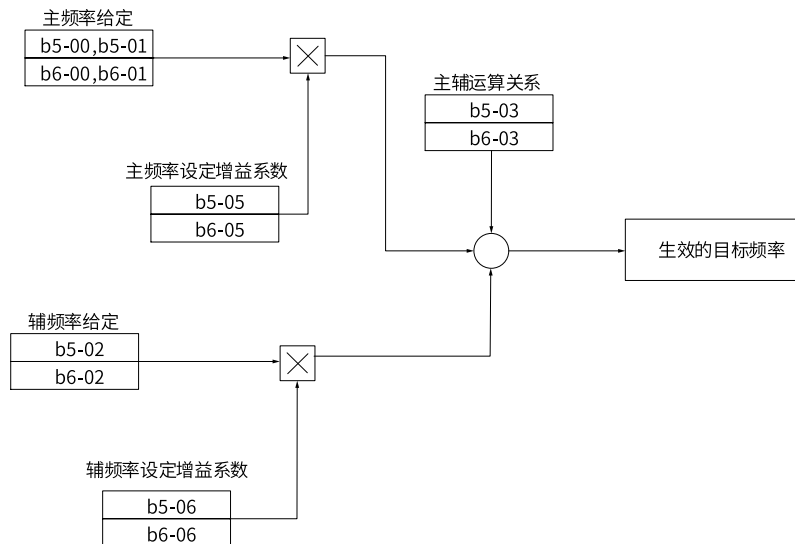 主频率给定
b5-00,b5-01
b6-00,b6-01
主辅运算关系
b5-03
b6-03
主频率设定增益系数
b5-05
b6-05
生效的目标频率
辅频率给定
b5-02
b6-02
辅频率设定增益系数
b5-06
b6-06